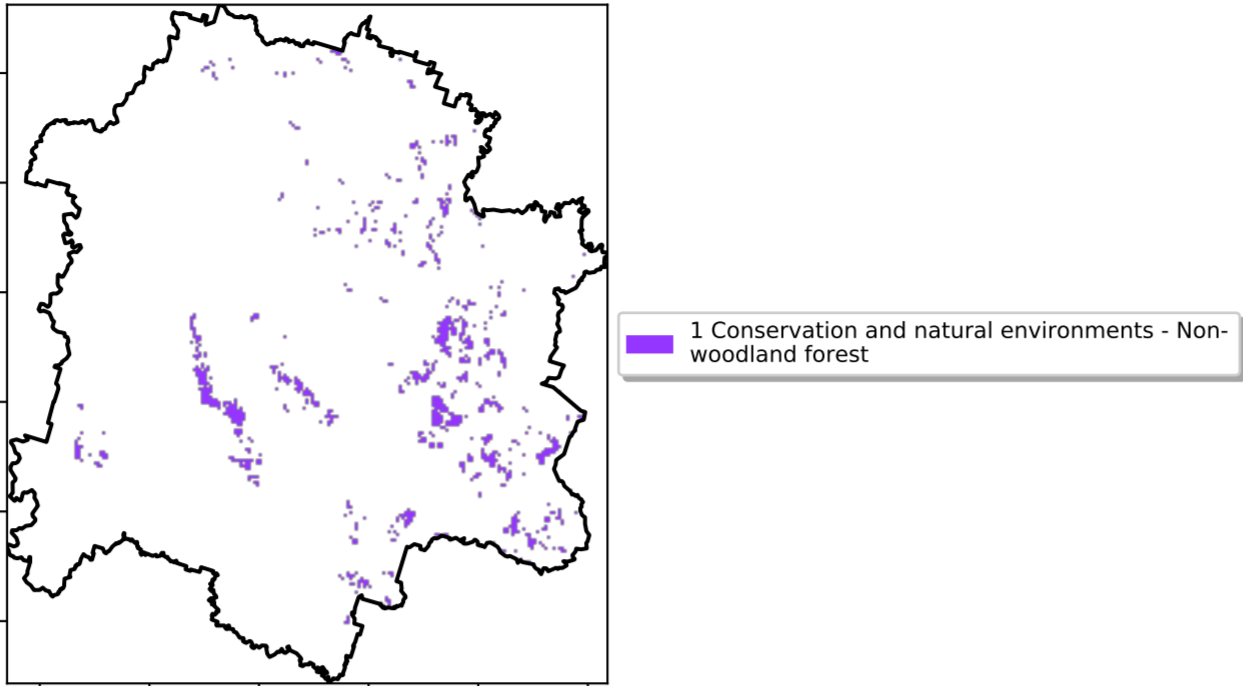 1 Conservation and natural environments - Non-
woodland forest